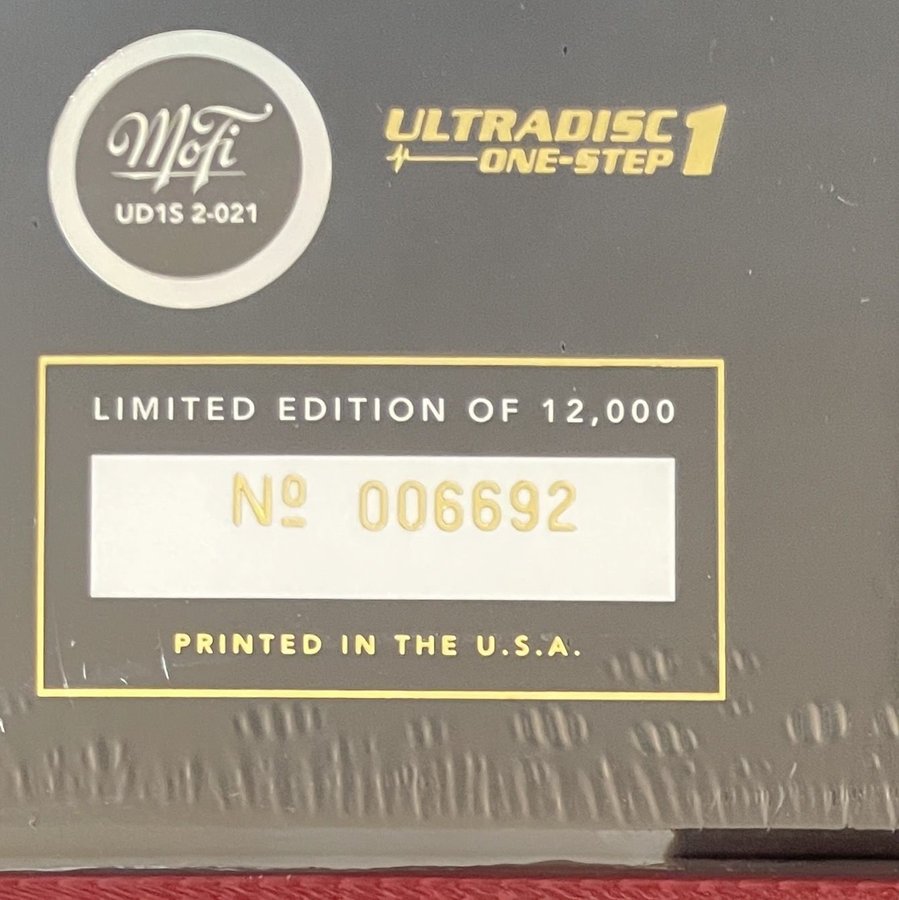 MoFi
UD1S 2-021
ULTRADISC 1
ONE-STEP
LIMITED EDITION OF 12,000
Nº 006692
PRINTED IN THE U.S.A.